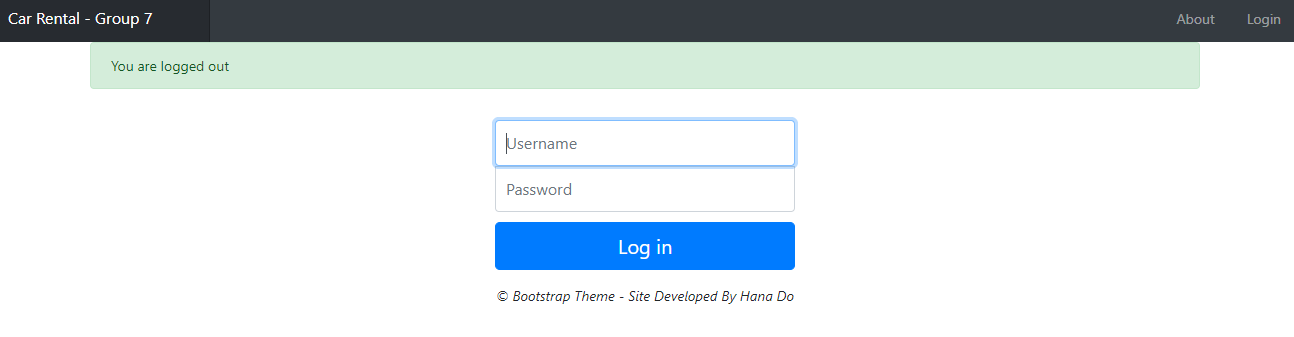 Car Rental - Group 7
About
Login
You are logged out
Username
Password
Log in
© Bootstrap Theme - Site Developed By Hana Do